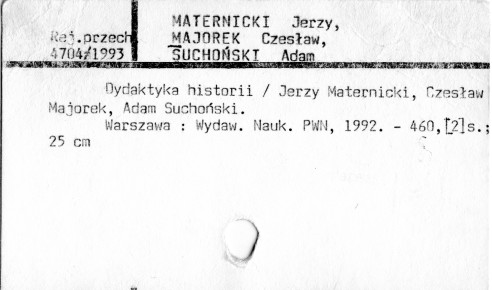 MATERNICKI Jerzy,
Rej.przech. MAJOREK Czesław,
4704/1993 SUCHOŃSKI Adam
Dydaktyka historii / Jerzy Maternicki, Czesław
Majorek, Adam Suchoński.
Warszawa : Wydaw. Nauk. PWN, 1992. - 460,[2]s.;
25 cm